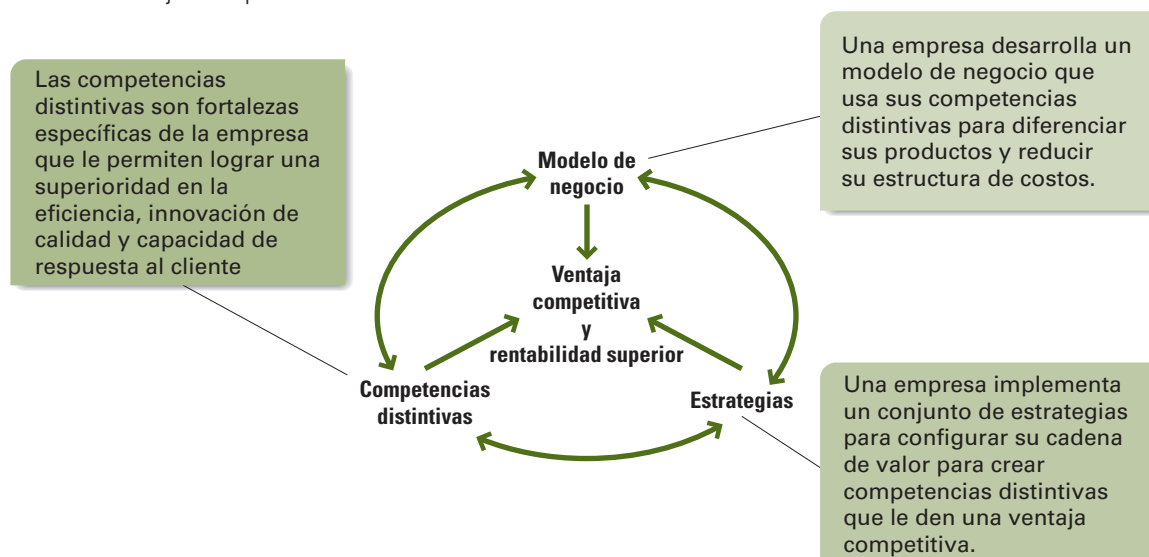 Las competencias
distintivas son fortalezas
específicas de la empresa
que le permiten lograr una
superioridad en la
eficiencia, innovación de
calidad y capacidad de
respuesta al cliente
Una empresa desarrolla un
modelo de negocio que
usa sus competencias
distintivas para diferenciar
sus productos y reducir
su estructura de costos.
Modelo de
negocio
Ventaja
competitiva
y
rentabilidad superior
Competencias
distintivas
Estrategias
Una empresa implementa
un conjunto de estrategias
para configurar su cadena
de valor para crear
competencias distintivas
que le den una ventaja
competitiva.